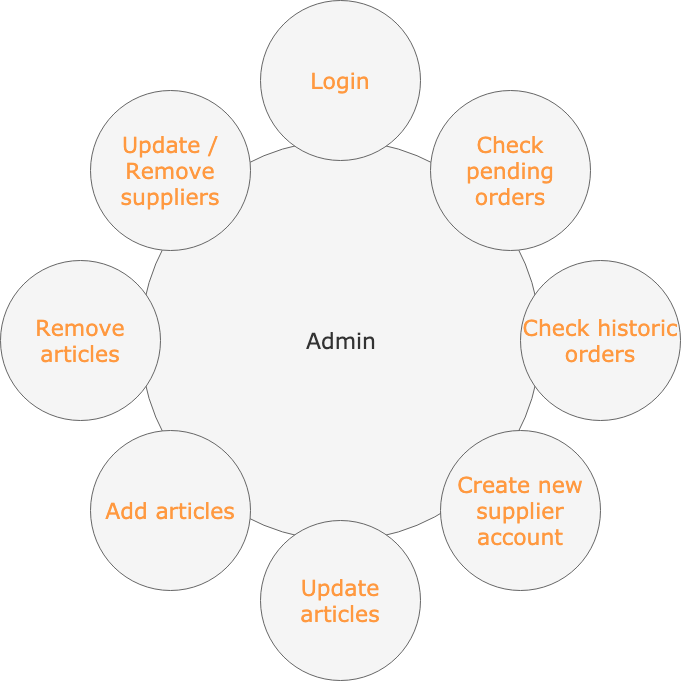 Login
Update /
Remove
suppliers
Check
pending
orders
Remove
articles
Admin
Check historic
orders
Add articles
Create new
supplier
account
Update
articles